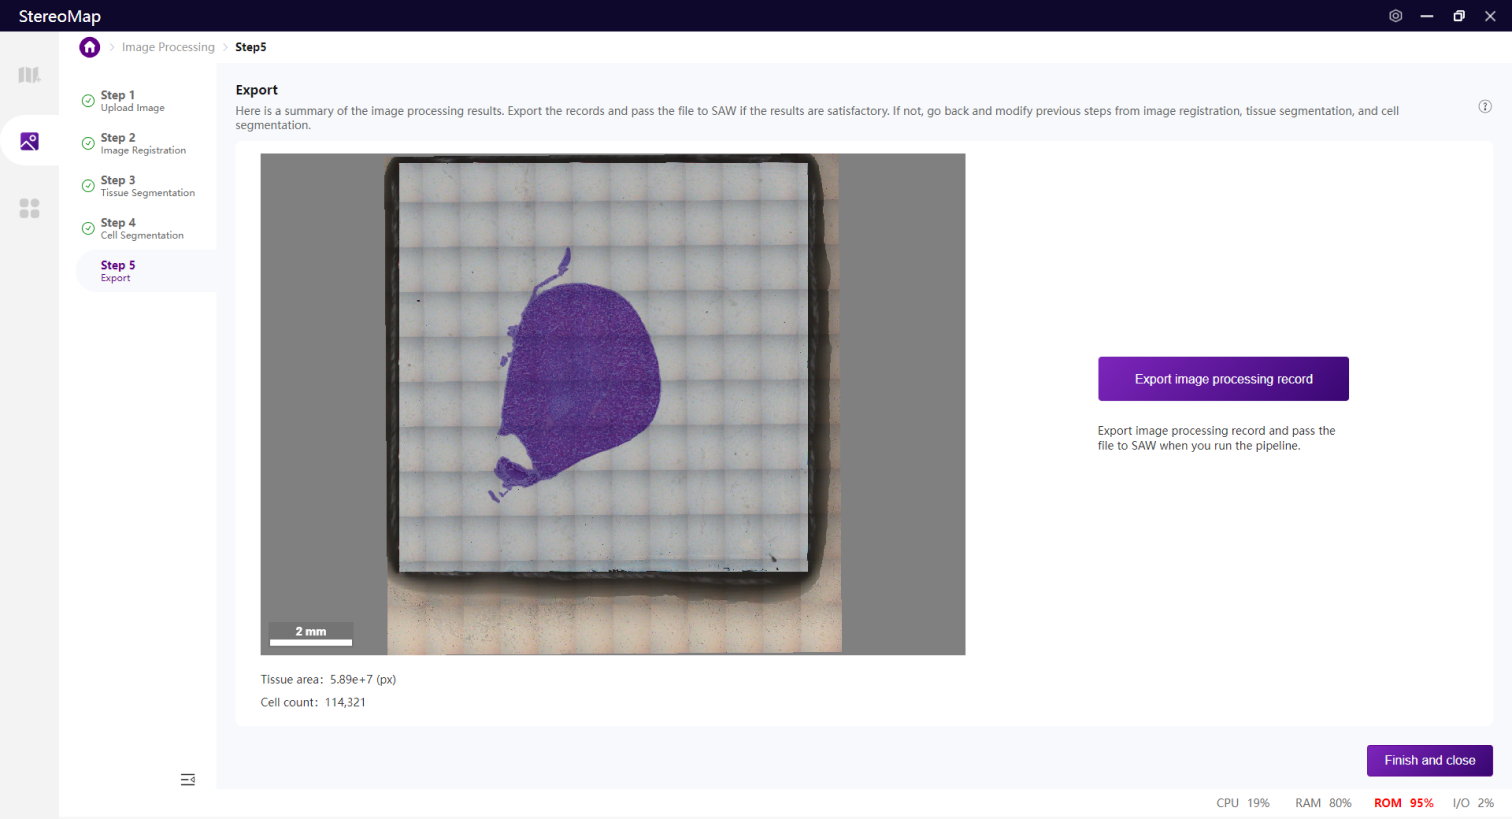 StereoMap
Image Processing
Step5
Step 1
Upload Image
Step 2
Image Registration
Step 3
Tissue Segmentation
Step 4
Cell Segmentation
Step 5
Export
Export
Here is a summary of the image processing results. Export the records and pass the file to SAW if the results are satisfactory. If not, go back and modify previous steps from image registration, tissue segmentation, and cell
segmentation.
2 mm
Tissue area: 5.89e+7 (px)
Cell count: 114,321
Export image processing record
Export image processing record and pass the
file to SAW when you run the pipeline.
Finish and close
CPU 19% RAM 80% ROM 95% I/O 2%